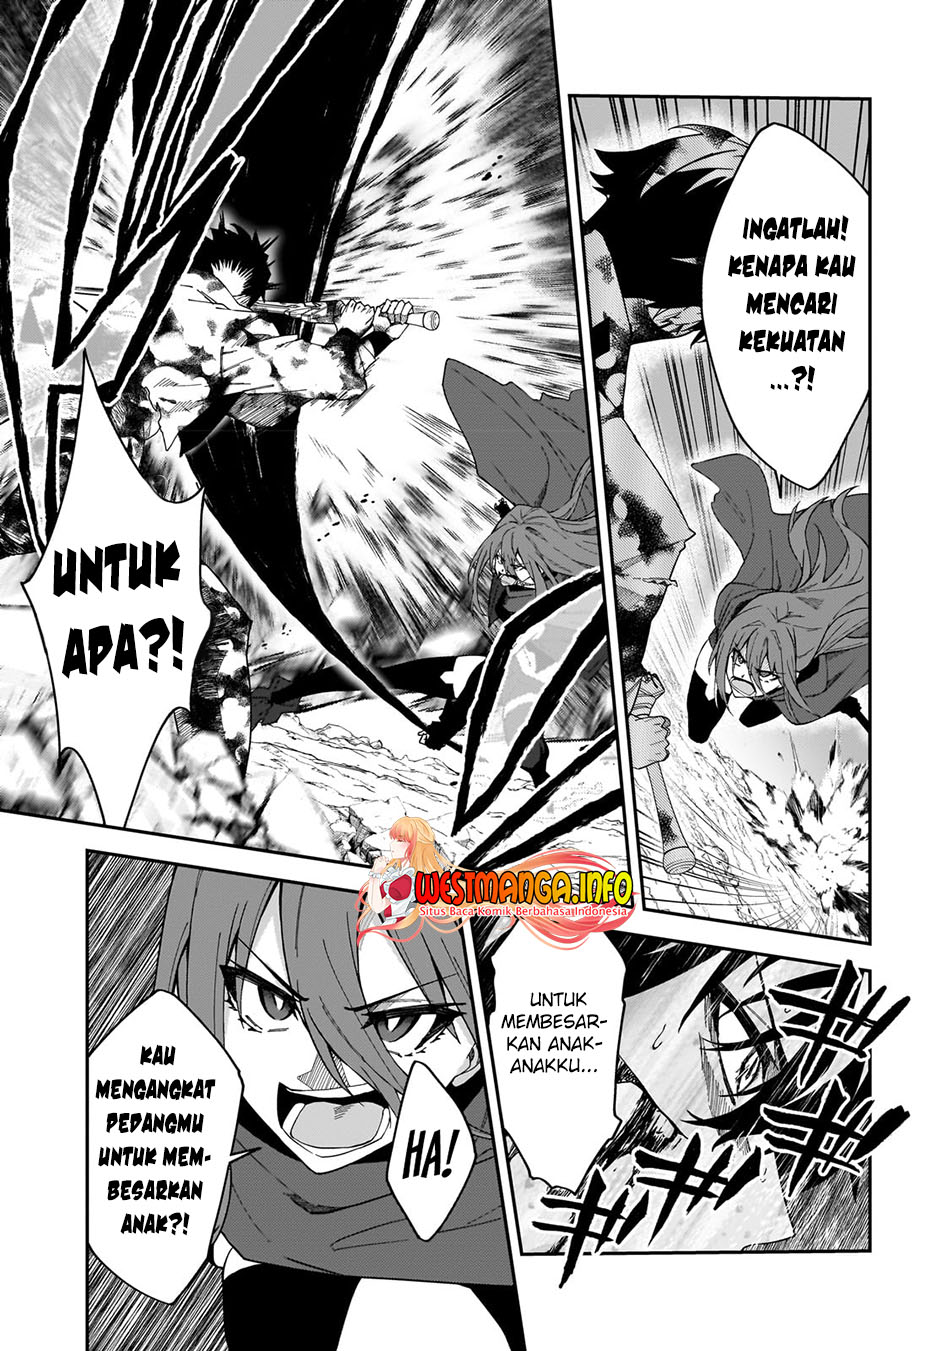 INGATLAH!
KENAPA KAU
MENCARI
KEKUATAN
...?!
UNTUK
APA?!
WESTMANGA.INFO
Situs Baca Komik Berbahasa Indonesia
UNTUK
MEMBESAR-
KAN ANAK-
ANAKKU...
HA!
KAU
MENGANGKAT
PEDANGMU
UNTUK MEM-
BESARKAN
ANAK?!